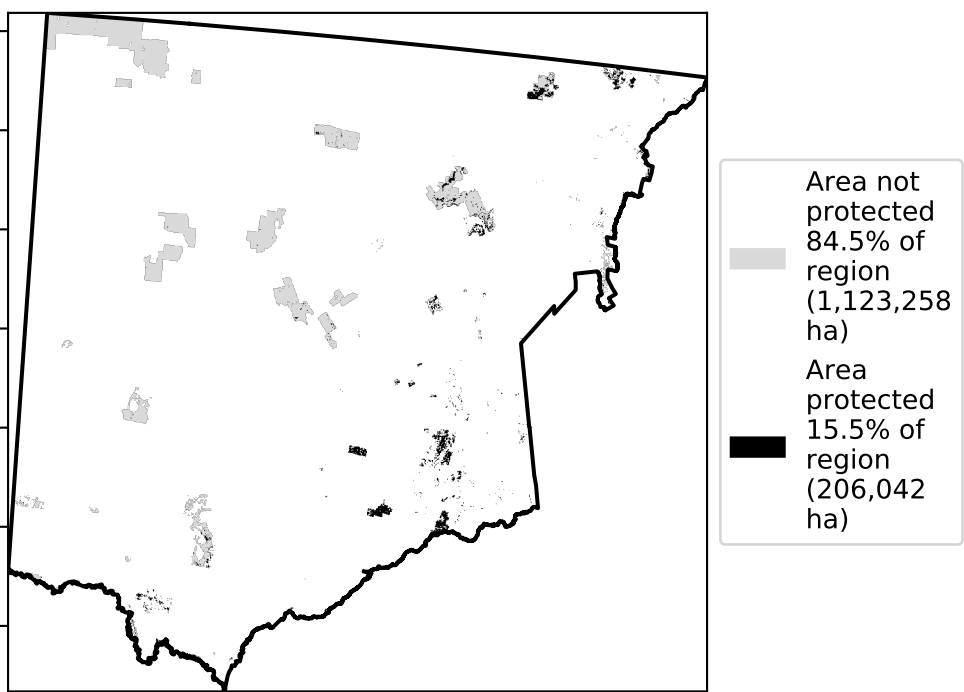 Area not
protected
84.5% of
region
(1,123,258
ha)
Area
protected
15.5% of
region
(206,042
ha)